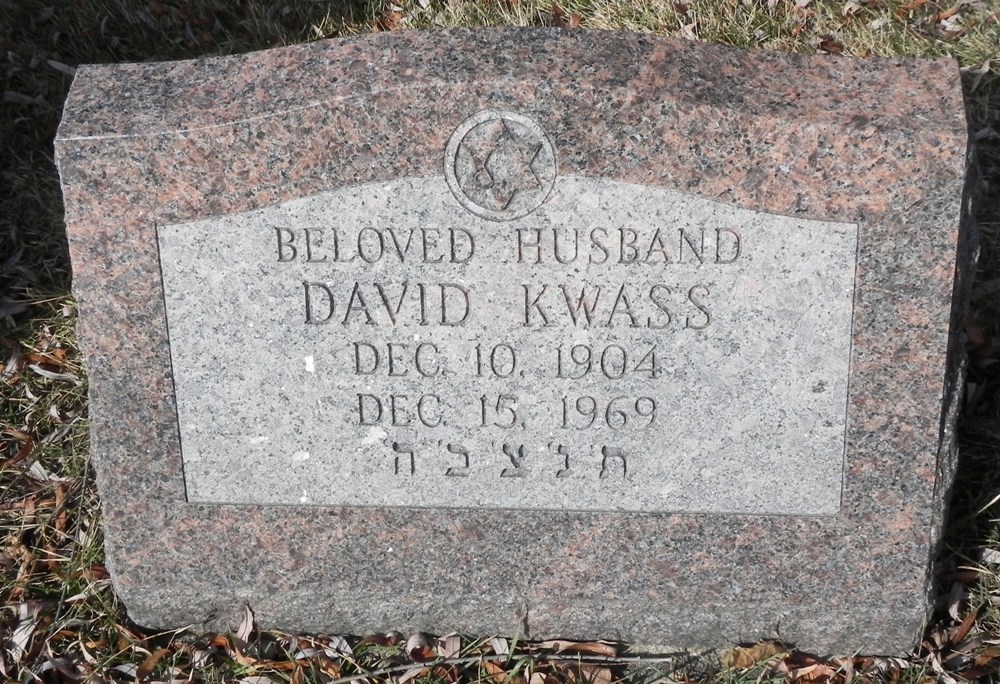 BELOVED HUSBAND
DAVID KWASS
DEC. 10, 1904
DEC. 15, 1969
ת נ צ ב ה